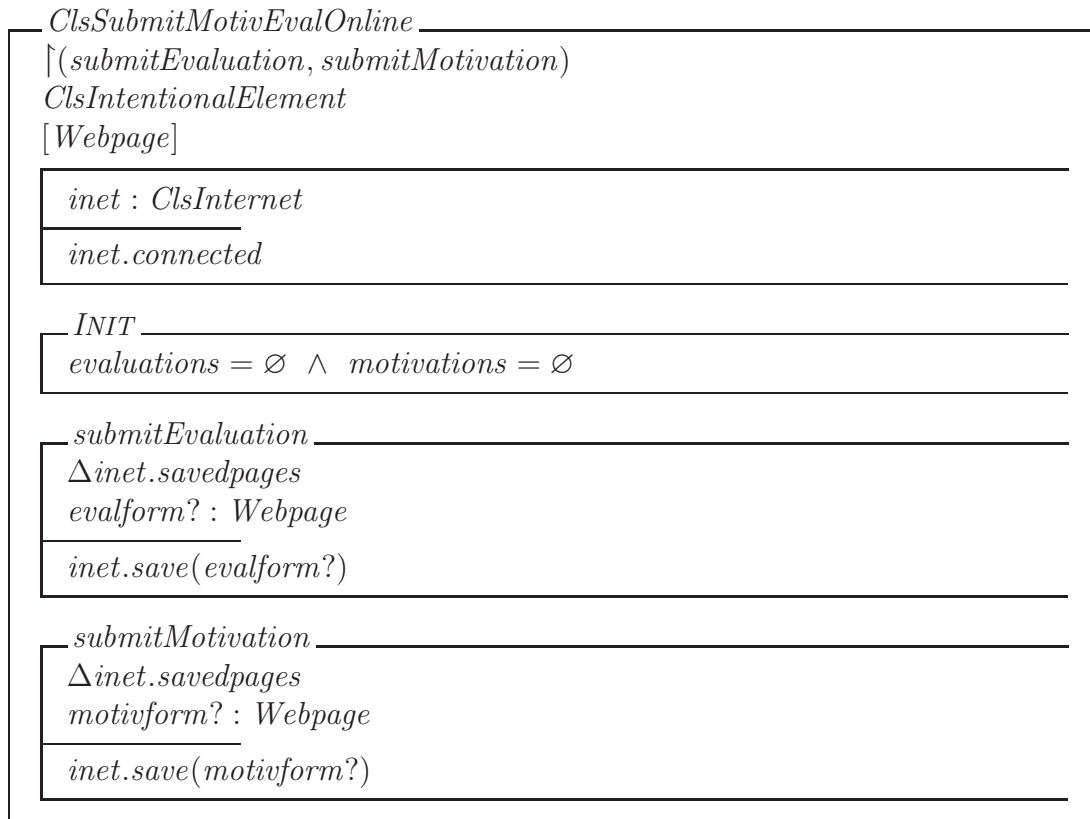 ClsSubmitMotivEvalOnline
↾(submitEvaluation, submitMotivation)
ClsIntentionalElement
[Webpage]
inet : ClsInternet
inet.connected
INIT
evaluations = ∅ ∧ motivations = ∅
submitEvaluation
Δinet.savedpages
evalform? : Webpage
inet.save(evalform?)
submitMotivation
Δinet.savedpages
motivform? : Webpage
inet.save(motivform?)